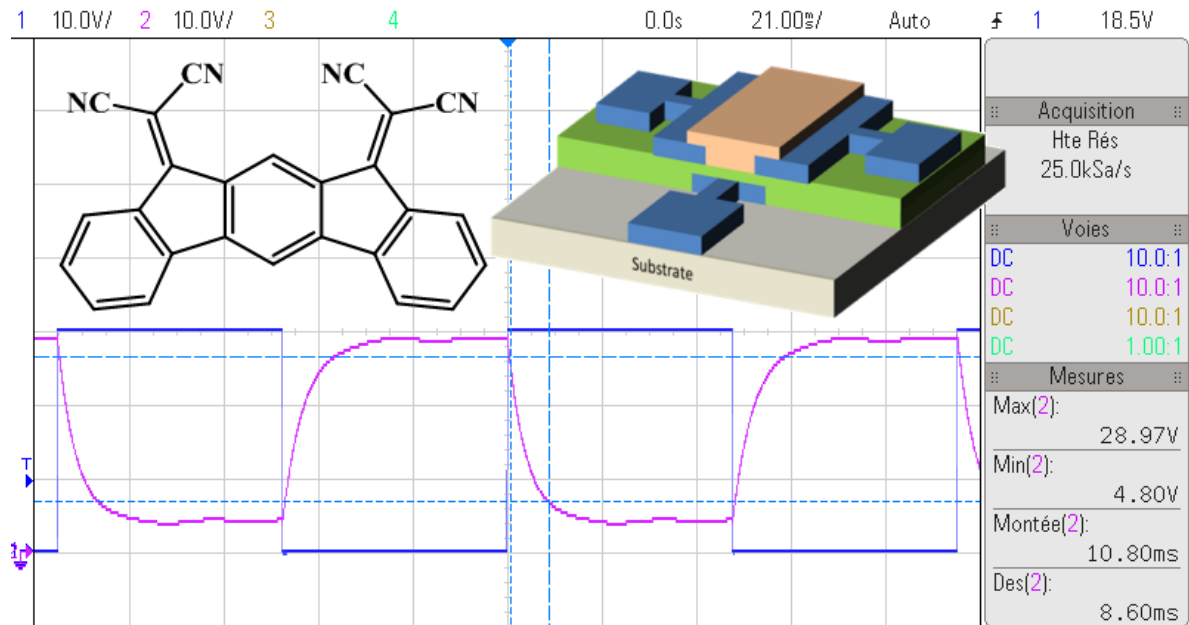 1 10.0V/ 2 10.0V/ 3 4 0.0s 21.00ms/ Auto 1 18.5V
CN NC
NC CN
Substrate
T
Acquisition
Hte Rés
25.0kSa/s
Voies
DC 10.0:1
DC 10.0:1
DC 10.0:1
DC 1.00:1
Mesures
Max(2):
28.97V
Min(2):
4.80V
Montée(2):
10.80ms
Des(2):
8.60ms